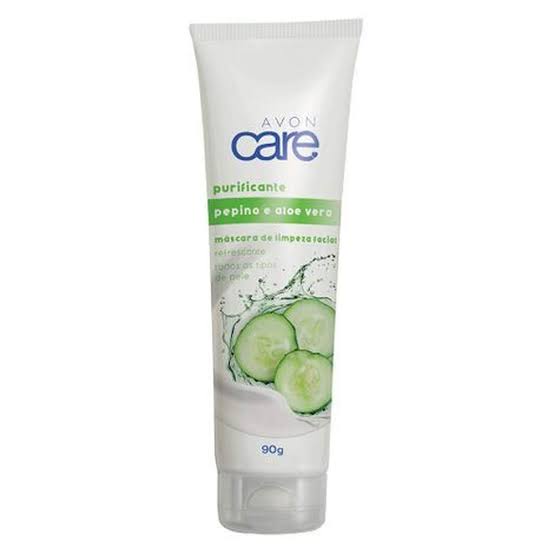 AVON
care
purificante
pepino e aloe vera
máscara de limpeza facial
refrescante
todos os tipos
de pele
90g